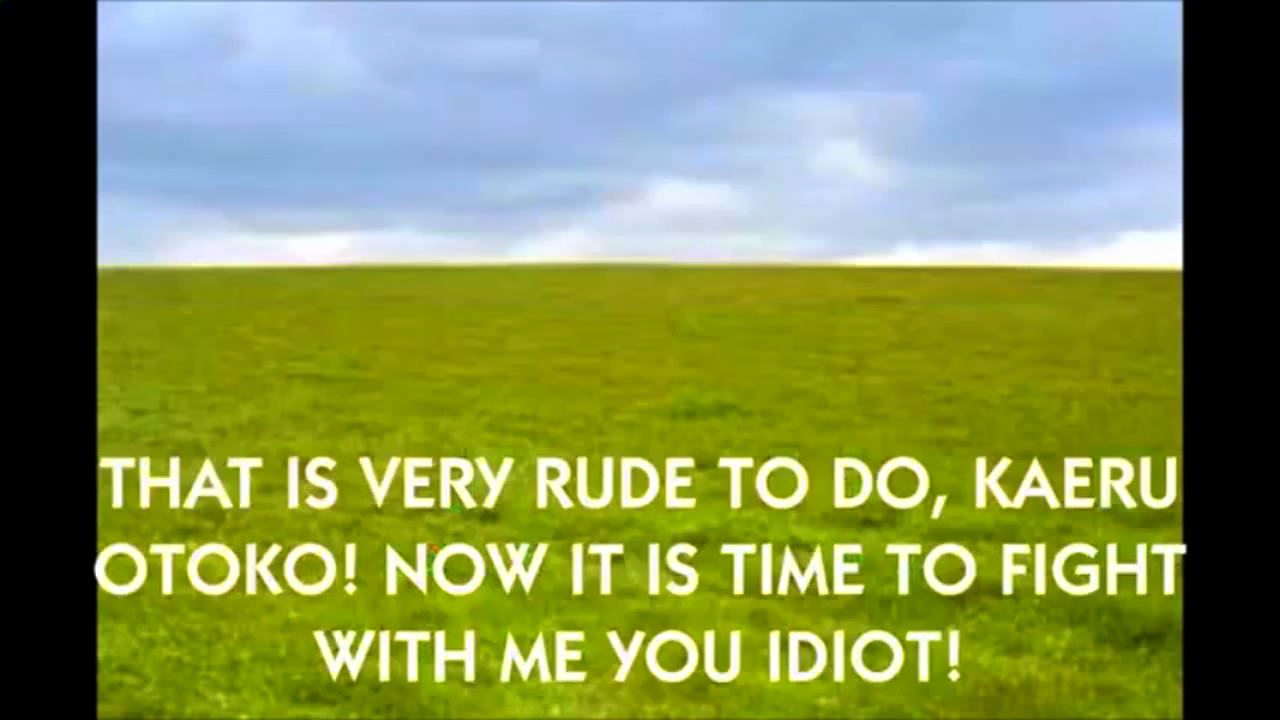 THAT IS VERY RUDE TO DO, KAERU
OTOKO! NOW IT IS TIME TO FIGHT
WITH ME YOU IDIOT!